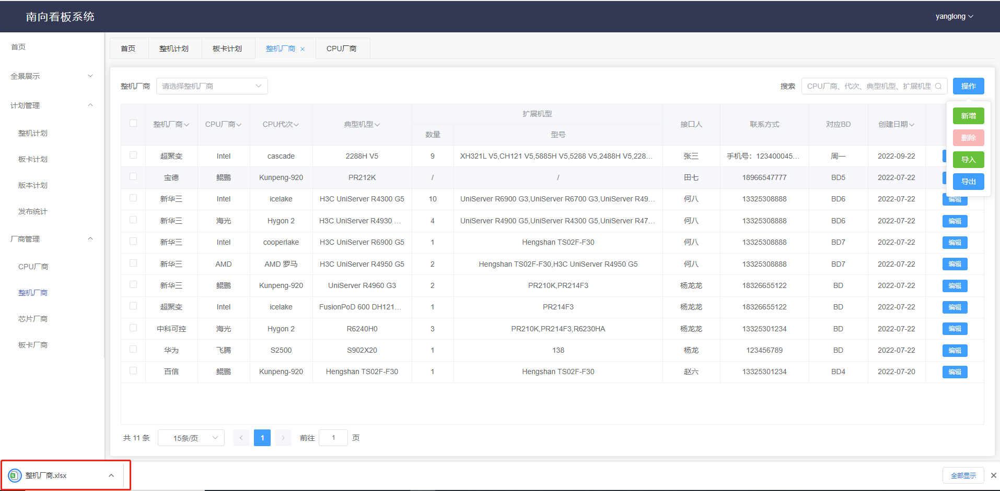 南向看板系统
yanglong
首页
全景展示
计划管理
整机计划
板卡计划
版本计划
发布统计
厂商管理
CPU厂商
整机厂商
芯片厂商
板卡厂商
首页 整机计划 板卡计划 整机厂商 CPU厂商
整机厂商 请选择整机厂商 搜索 CPU厂商、代次、典型机型、扩展机型 操作
新增
删除
导入
导出
整机厂商 CPU厂商 CPU代次 典型机型 扩展机型 接口人 联系方式 对应BD 创建日期
数量 型号
超聚变 Intel cascade 2288H V5 9 XH321L V5,CH121 V5,5885H V5,5288 V5,2488H V5,228... 张三 手机号：123400045... 周一 2022-09-22
宝德 鲲鹏 Kunpeng-920 PR212K / / 田七 18966547777 BD5 2022-07-22
新华三 Intel icelake H3C UniServer R4300 G5 10 UniServer R6900 G3,UniServer R6700 G3,UniServer R49... 何八 13325308888 BD6 2022-07-22 编辑
新华三 海光 Hygon 2 H3C UniServer R4930 ... 4 UniServer R4900 G5,UniServer R4300 G5,UniServer R47... 何八 13325308888 BD6 2022-07-22 编辑
新华三 Intel cooperlake H3C UniServer R6900 G5 1 Hengshan TS02F-F30 何八 13325308888 BD7 2022-07-22 编辑
新华三 AMD AMD 罗马 H3C UniServer R4950 G5 2 Hengshan TS02F-F30,H3C UniServer R4950 G5 何八 13325308888 BD7 2022-07-22 编辑
新华三 鲲鹏 Kunpeng-920 UniServer R4960 G3 2 PR210K,PR214F3 杨龙龙 18326655122 BD 2022-07-22 编辑
超聚变 Intel icelake FusionPoD 600 DH121... 1 PR214F3 杨龙龙 18326655122 BD 2022-07-22 编辑
中科可控 海光 Hygon 2 R6240H0 3 PR210K,PR214F3,R6230HA 杨龙龙 13325301234 BD 2022-07-22 编辑
华为 飞腾 S2500 S902X20 1 138 杨龙 123456789 BD 2022-07-22 编辑
百信 鲲鹏 Kunpeng-920 Hengshan TS02F-F30 1 Hengshan TS02F-F30 赵六 13325301234 BD4 2022-07-20 编辑
共 11 条 15条/页 1 前往 1 页
整机厂商.xlsx 全部显示